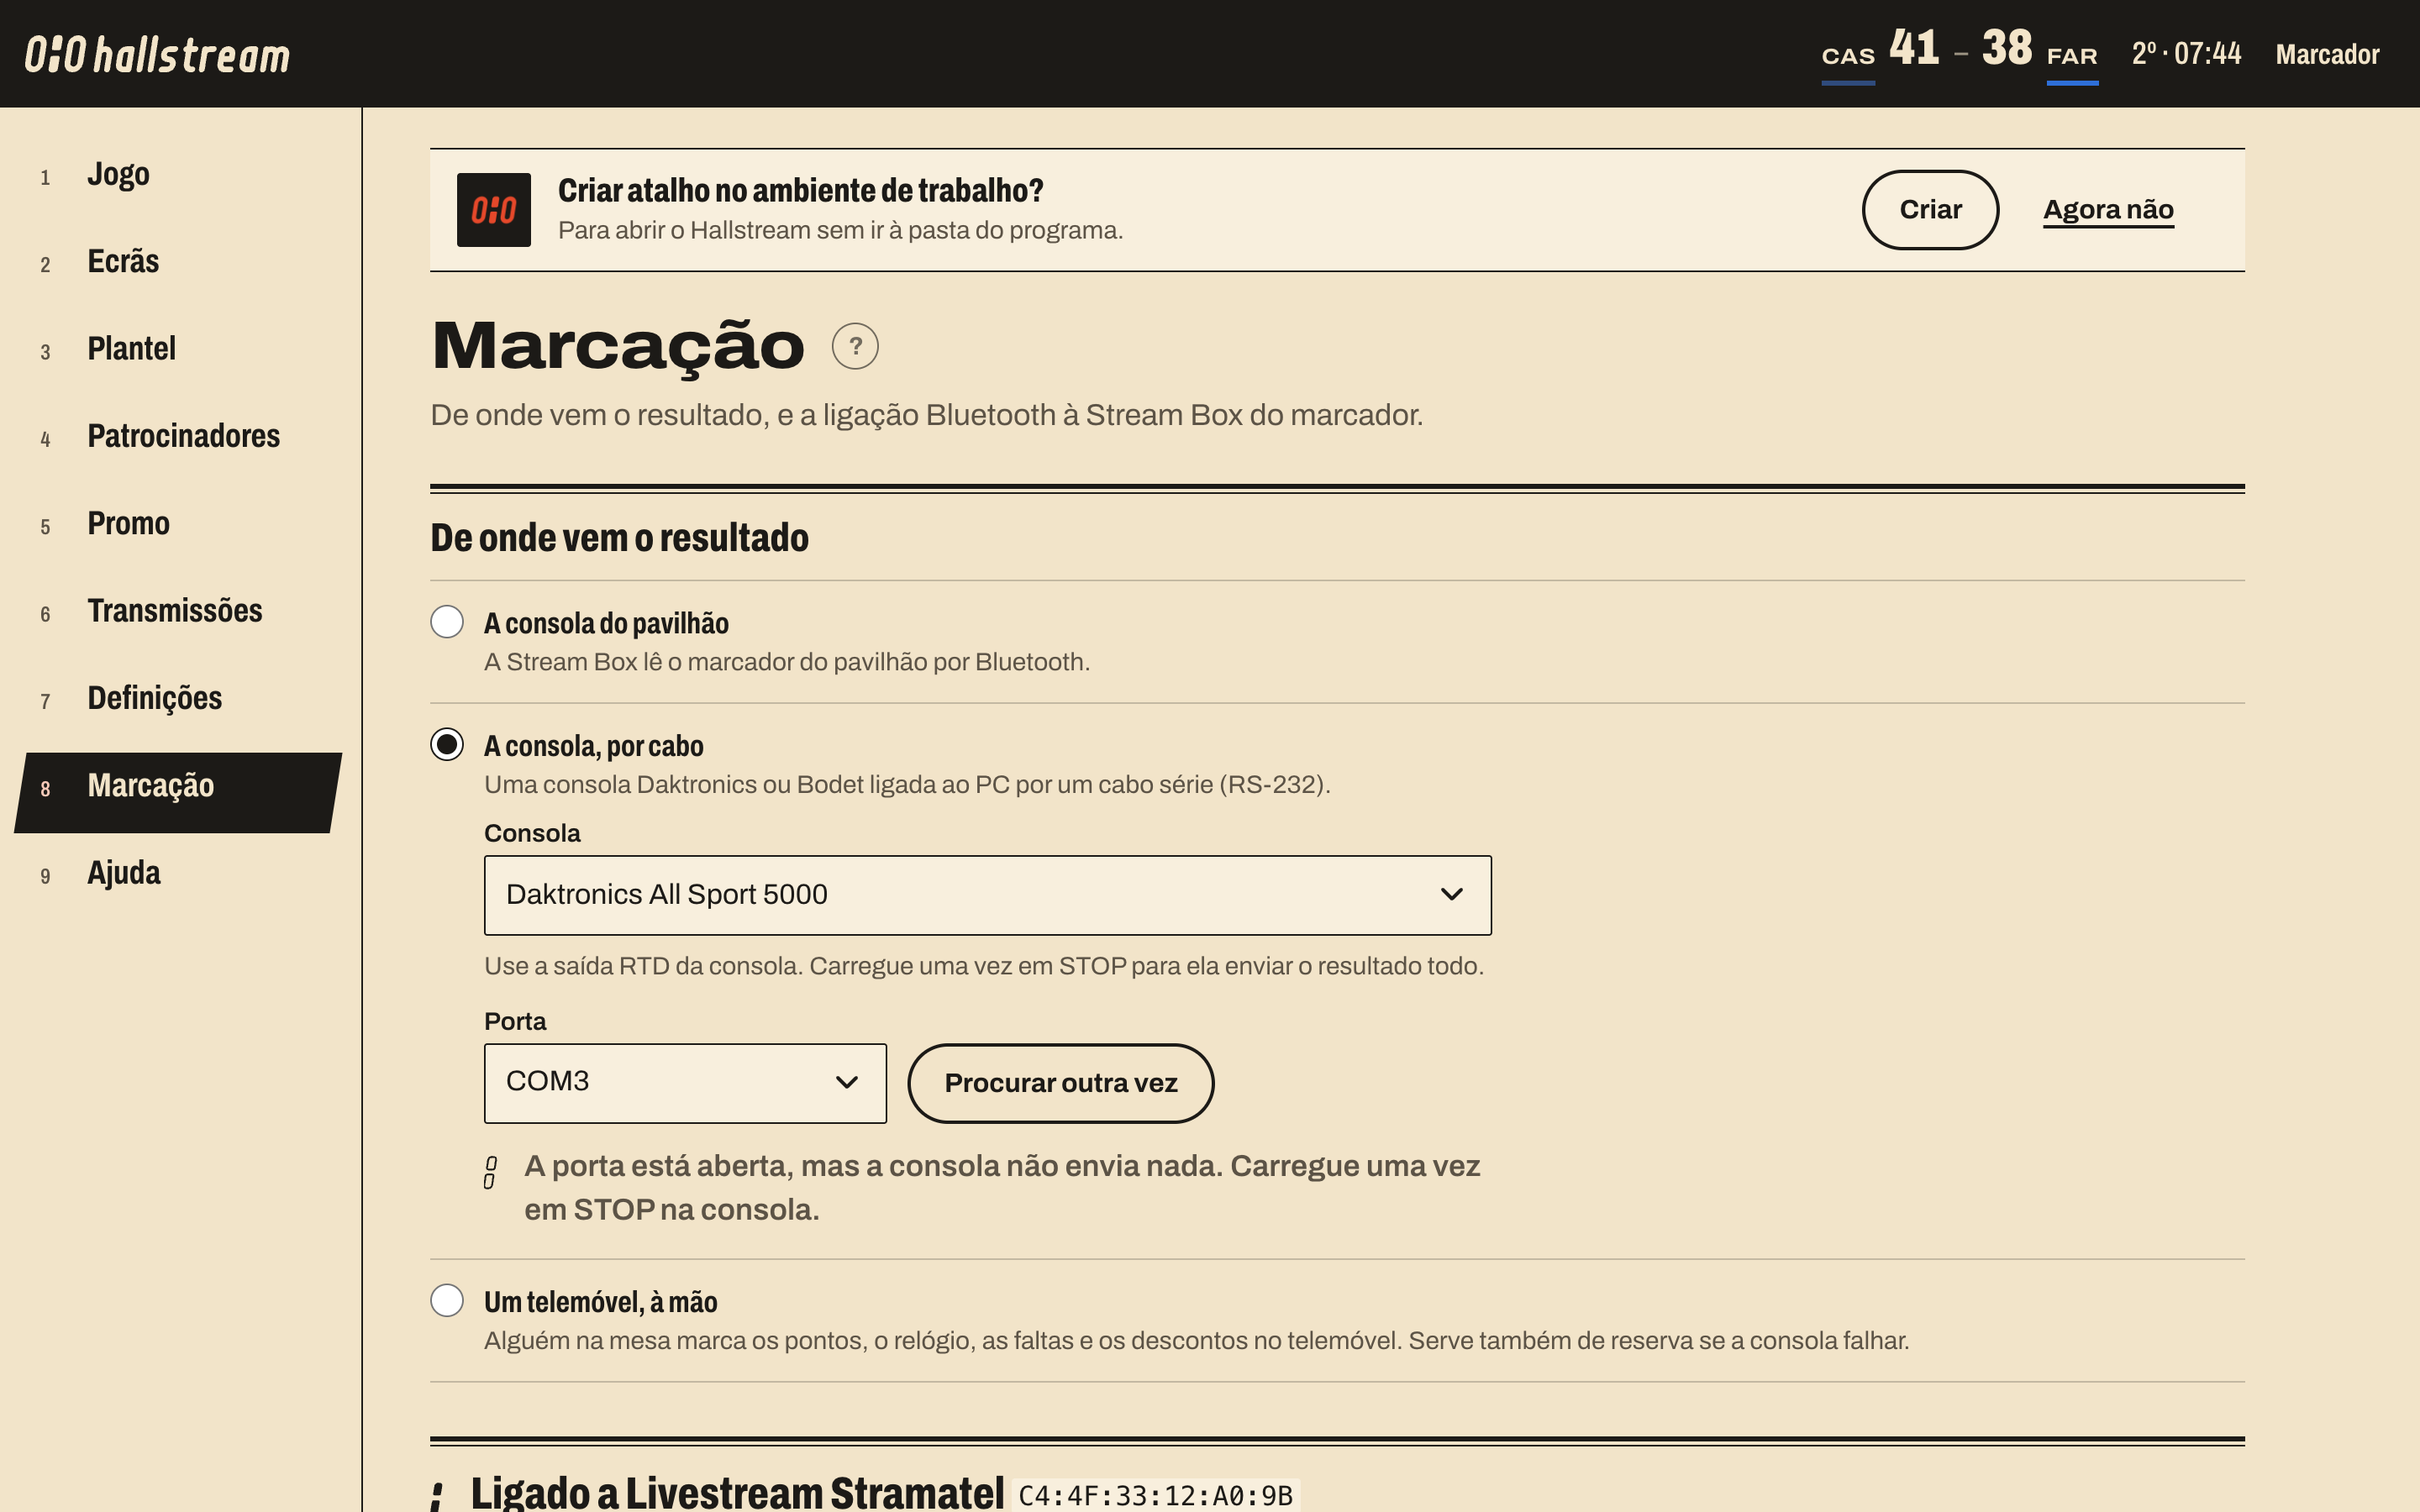 0:0 hallstream
CAS 41 – 38 FAR 2º · 07:44 Marcador
1 Jogo
2 Ecrãs
3 Plantel
4 Patrocinadores
5 Promo
6 Transmissões
7 Definições
8 Marcação
9 Ajuda
0:0
Criar atalho no ambiente de trabalho?
Para abrir o Hallstream sem ir à pasta do programa.
Criar
Agora não
Marcação ?
De onde vem o resultado, e a ligação Bluetooth à Stream Box do marcador.
De onde vem o resultado
A consola do pavilhão
A Stream Box lê o marcador do pavilhão por Bluetooth.
A consola, por cabo
Uma consola Daktronics ou Bodet ligada ao PC por um cabo série (RS-232).
Consola
Daktronics All Sport 5000
Use a saída RTD da consola. Carregue uma vez em STOP para ela enviar o resultado todo.
Porta
COM3
Procurar outra vez
A porta está aberta, mas a consola não envia nada. Carregue uma vez
em STOP na consola.
Um telemóvel, à mão
Alguém na mesa marca os pontos, o relógio, as faltas e os descontos no telemóvel. Serve também de reserva se a consola falhar.
Ligado a Livestream Stramatel C4:4F:33:12:A0:9B